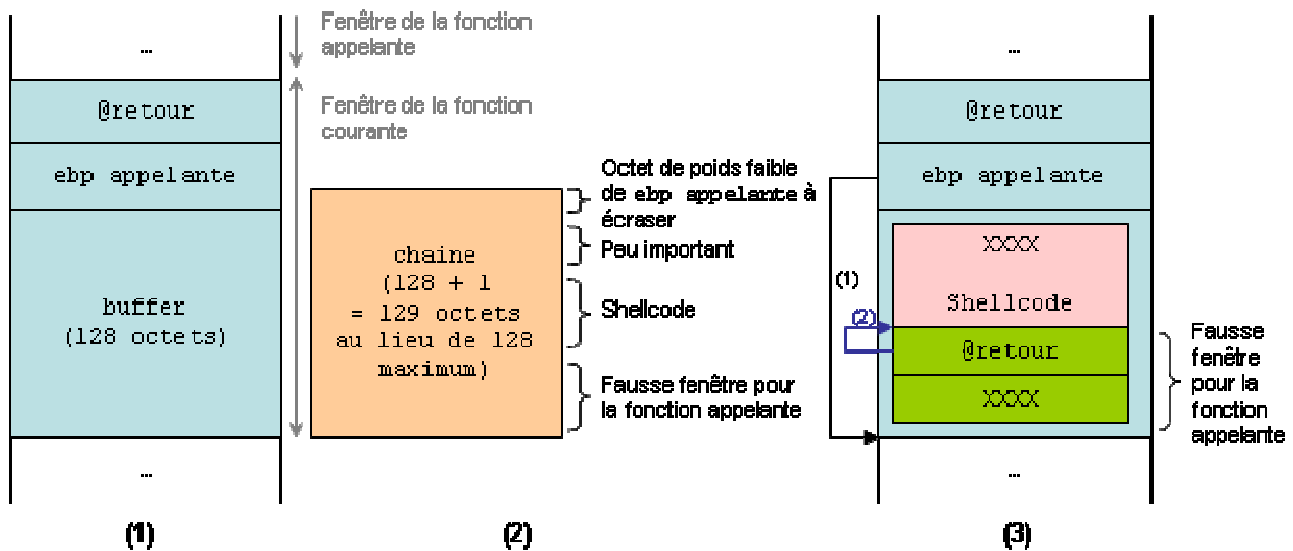 …
@retour
ebp appelante
buffer
(128 octets)
…
(1)
Fenêtre de la fonction
appelante
Fenêtre de la fonction
courante
chaine
(128 + 1
= 129 octets
au lieu de 128
maximum)
Octet de poids faible
de ebp appelante à
écraser
Peu important
Shellcode
Fausse fenêtre pour
la fonction appelante
(2)
…
@retour
ebp appelante
XXXX
Shellcode
@retour
XXXX
(1)
(2)
Fausse
fenêtre
pour la
fonction
appelante
…
(3)